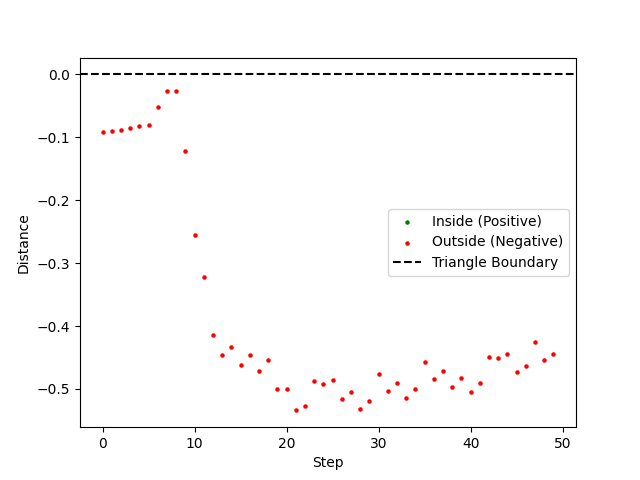 0.0
−0.1
−0.2
−0.3
−0.4
−0.5
Distance
Inside (Positive)
Outside (Negative)
Triangle Boundary
0 10 20 30 40 50
Step